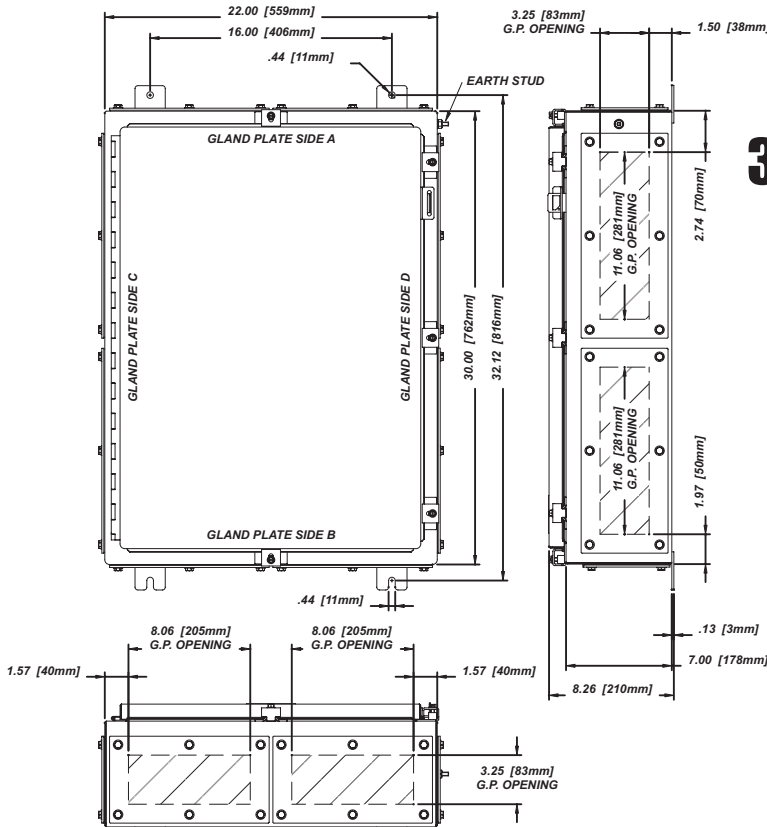 22.00 [559mm]
16.00 [406mm]
.44 [11mm]
EARTH STUD
GLAND PLATE SIDE A
GLAND PLATE SIDE C
GLAND PLATE SIDE D
30.00 [762mm]
32.12 [816mm]
GLAND PLATE SIDE B
.44 [11mm]
3.25 [83mm]
G.P. OPENING
1.50 [38mm]
3
2.74 [70mm]
11.06 [281mm]
G.P. OPENING
11.06 [281mm]
G.P. OPENING
1.97 [50mm]
.13 [3mm]
7.00 [178mm]
8.26 [210mm]
8.06 [205mm]
G.P. OPENING
8.06 [205mm]
G.P. OPENING
1.57 [40mm]
1.57 [40mm]
3.25 [83mm]
G.P. OPENING